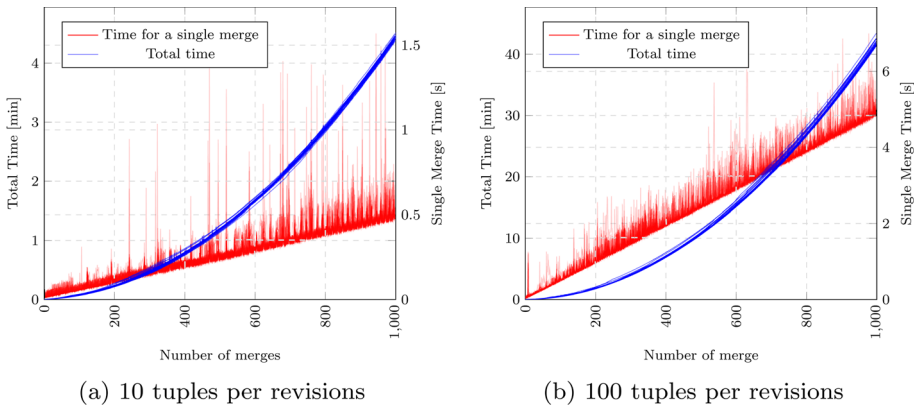 Time for a single merge
Total time
4
3
2
1
0
1.5
1
0.5
0
Total Time [min]
Single Merge Time [s]
0
200
400
600
800
1,000
Number of merges
(a) 10 tuples per revisions
Time for a single merge
Total time
40
30
20
10
0
6
4
2
0
Total Time [min]
Single Merge Time [s]
0
200
400
600
800
1,000
Number of merge
(b) 100 tuples per revisions